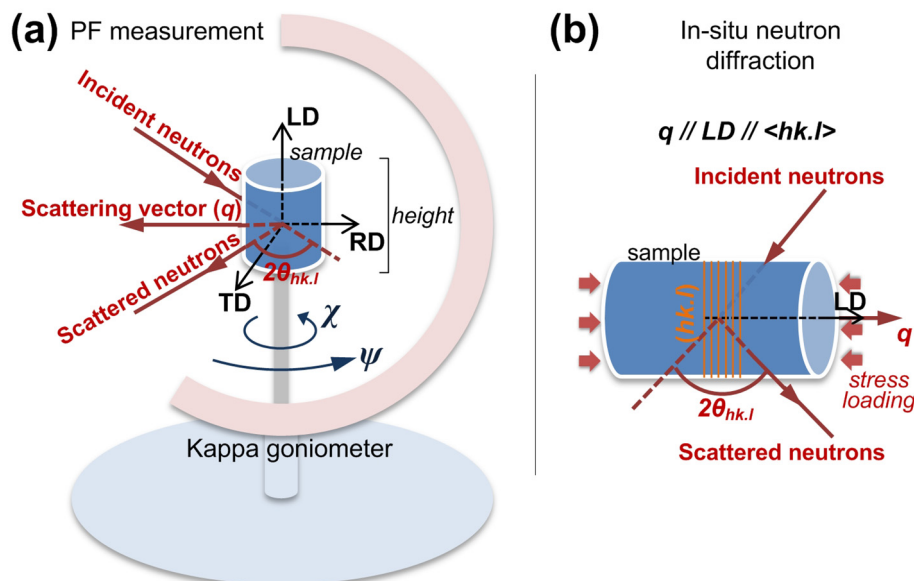 (a) PF measurement
Incident neutrons
LD
sample
Scattering vector (q)
height
RD
Scattered neutrons
2θhk.l
TD
χ
ψ
Kappa goniometer
(b) In-situ neutron
diffraction
q // LD // <hk.l>
Incident neutrons
sample
(hk.l)
LD
q
stress
loading
2θhk.l
Scattered neutrons